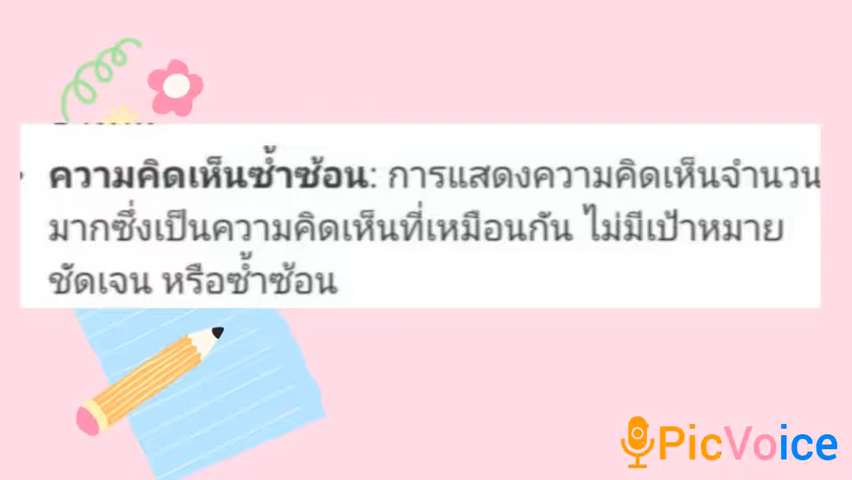 ความคิดเห็นซ้ำซ้อน: การแสดงความคิดเห็นจำนวน
มากซึ่งเป็นความคิดเห็นที่เหมือนกัน ไม่มีเป้าหมาย
ชัดเจน หรือซ้ำซ้อน
PicVoice